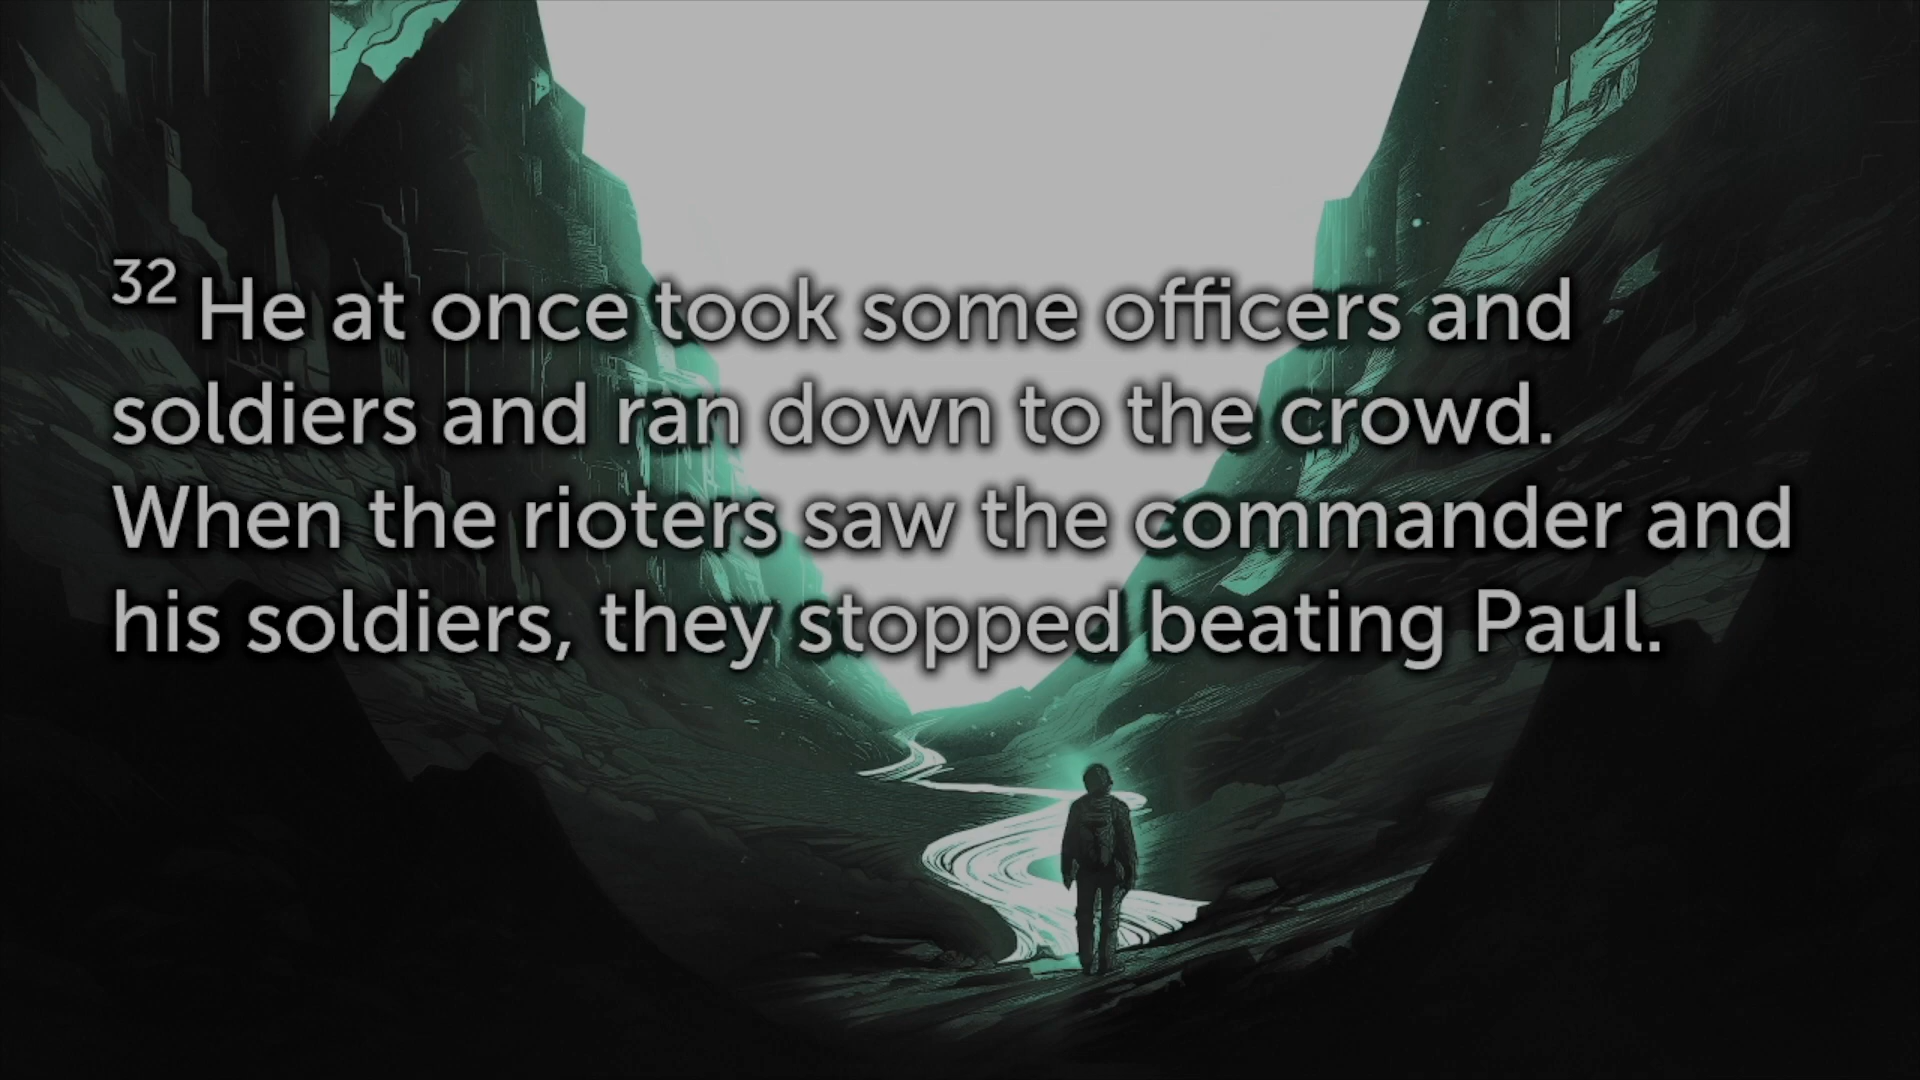 32 He at once took some officers and
soldiers and ran down to the crowd.
When the rioters saw the commander and
his soldiers, they stopped beating Paul.